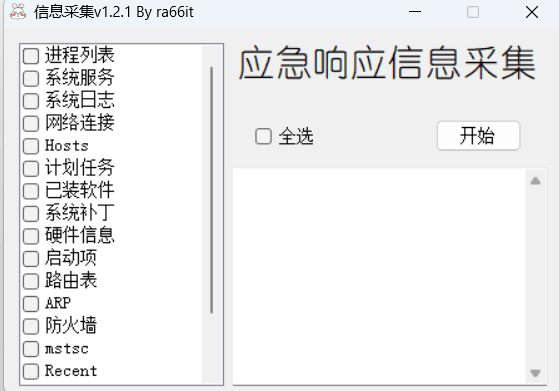 信息采集v1.2.1 By ra66it
进程列表
系统服务
系统日志
网络连接
Hosts
计划任务
已装软件
系统补丁
硬件信息
启动项
路由表
ARP
防火墙
mstsc
Recent
应急响应信息采集
全选
开始